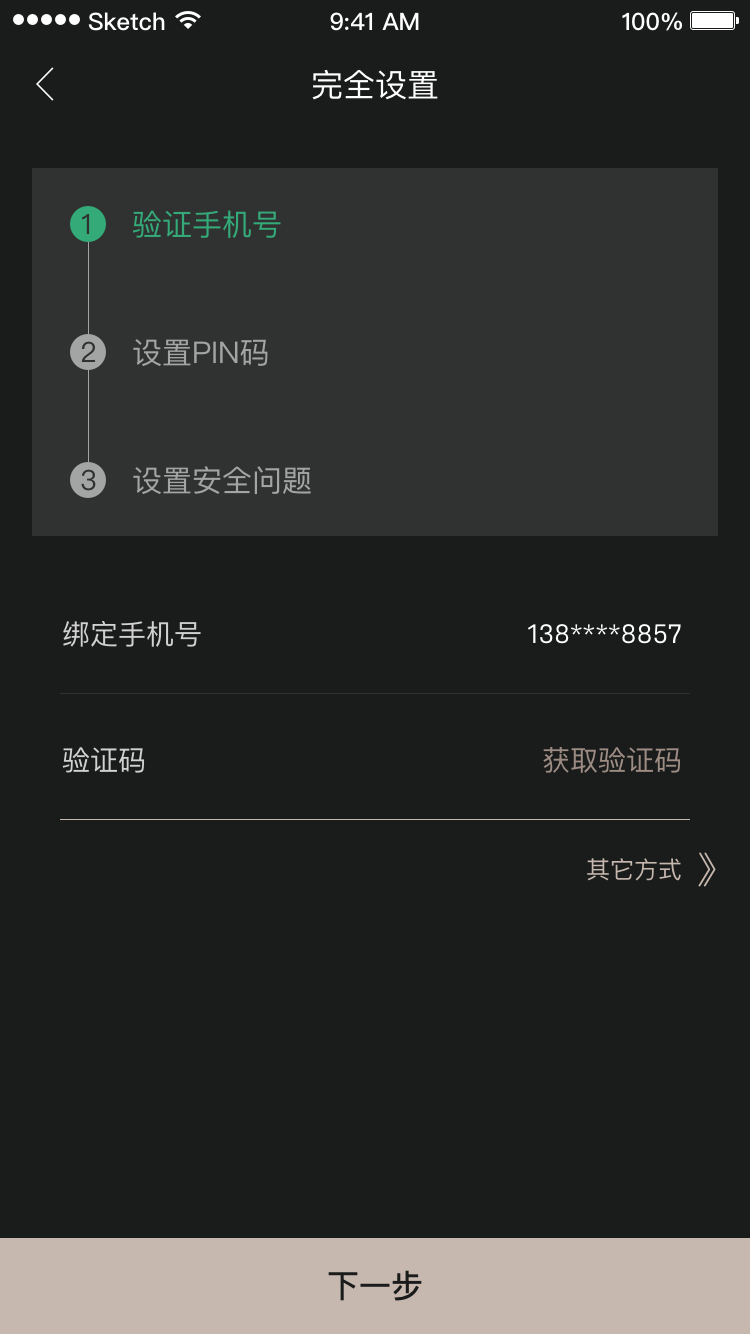 Sketch 9:41 AM 100%
完全设置
1 验证手机号
2 设置PIN码
3 设置安全问题
绑定手机号 138****8857
验证码 获取验证码
其它方式
下一步